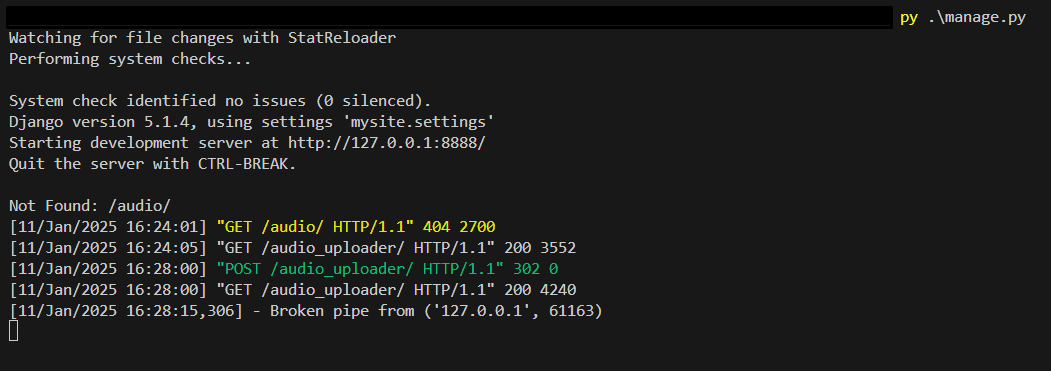 py .\manage.py
Watching for file changes with StatReloader
Performing system checks...
System check identified no issues (0 silenced).
Django version 5.1.4, using settings 'mysite.settings'
Starting development server at http://127.0.0.1:8888/
Quit the server with CTRL-BREAK.
Not Found: /audio/
[11/Jan/2025 16:24:01] "GET /audio/ HTTP/1.1" 404 2700
[11/Jan/2025 16:24:05] "GET /audio_uploader/ HTTP/1.1" 200 3552
[11/Jan/2025 16:28:00] "POST /audio_uploader/ HTTP/1.1" 302 0
[11/Jan/2025 16:28:00] "GET /audio_uploader/ HTTP/1.1" 200 4240
[11/Jan/2025 16:28:15,306] - Broken pipe from ('127.0.0.1', 61163)